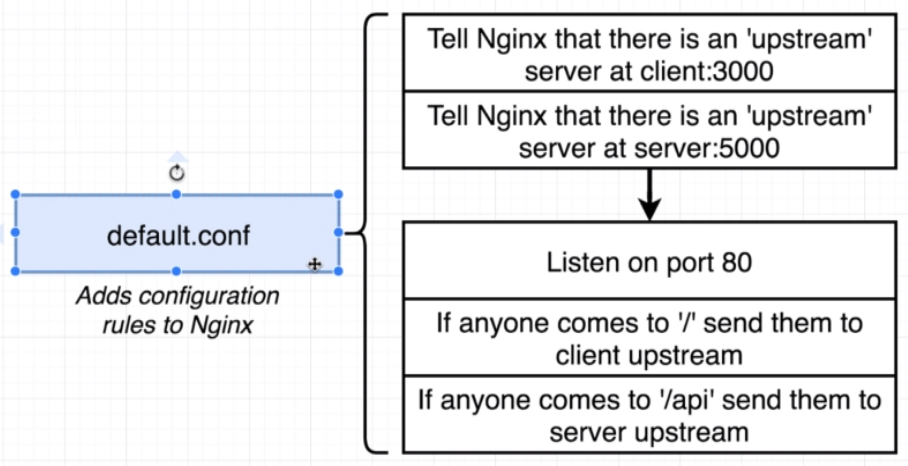 default.conf
Adds configuration
rules to Nginx
Tell Nginx that there is an 'upstream'
server at client:3000
Tell Nginx that there is an 'upstream'
server at server:5000
Listen on port 80
If anyone comes to '/' send them to
client upstream
If anyone comes to '/api' send them to
server upstream